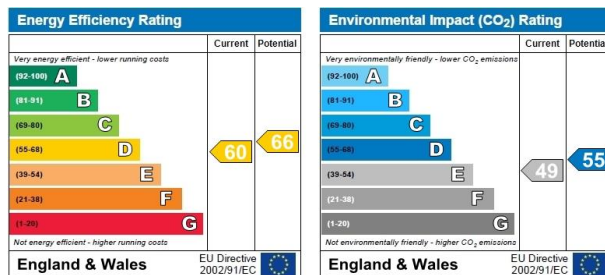 Energy Efficiency Rating
Current Potential
Very energy efficient - lower running costs
(92-100) A
(81-91) B
(69-80) C
(55-68) D
(39-54) E
(21-38) F
(1-20) G
60
66
Not energy efficient - higher running costs
England & Wales
EU Directive
2002/91/EC
Environmental Impact (CO₂) Rating
Current Potential
Very environmentally friendly - lower CO₂ emissions
(92-100) A
(81-91) B
(69-80) C
(55-68) D
(39-54) E
(21-38) F
(1-20) G
49
55
Not environmentally friendly - higher CO₂ emissions
England & Wales
EU Directive
2002/91/EC